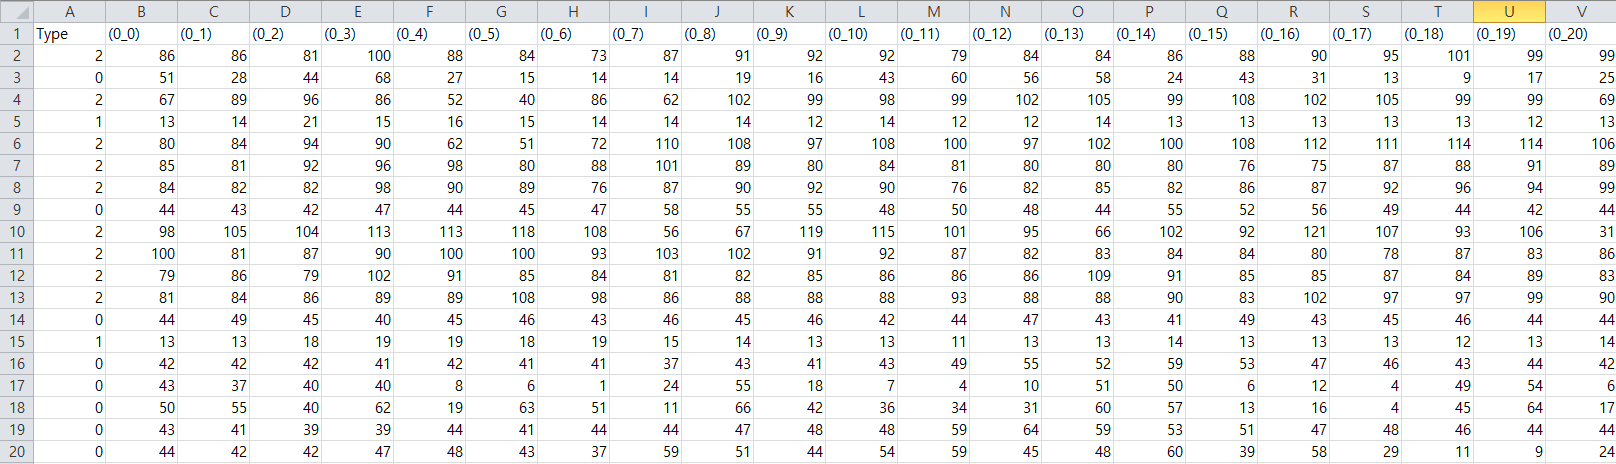 A B C D E F G H I J K L M N O P Q R S T U V
1 Type (0_0) (0_1) (0_2) (0_3) (0_4) (0_5) (0_6) (0_7) (0_8) (0_9) (0_10) (0_11) (0_12) (0_13) (0_14) (0_15) (0_16) (0_17) (0_18) (0_19) (0_20)
2 2 86 86 81 100 88 84 73 87 91 92 92 79 84 84 86 88 90 95 101 99 99
3 0 51 28 44 68 27 15 14 14 19 16 43 60 56 58 24 43 31 13 9 17 25
4 2 67 89 96 86 52 40 86 62 102 99 98 99 102 105 99 108 102 105 99 99 69
5 1 13 14 21 15 16 15 14 14 14 12 14 12 12 14 13 13 13 13 13 12 13
6 2 80 84 94 90 62 51 72 110 108 97 108 100 97 102 100 108 112 111 114 114 106
7 2 85 81 92 96 98 80 88 101 89 80 84 81 80 80 80 76 75 87 88 91 89
8 2 84 82 82 98 90 89 76 87 90 92 90 76 82 85 82 86 87 92 96 94 99
9 0 44 43 42 47 44 45 47 58 55 55 48 50 48 44 55 52 56 49 44 42 44
10 2 98 105 104 113 113 118 108 56 67 119 115 101 95 66 102 92 121 107 93 106 31
11 2 100 81 87 90 100 100 93 103 102 91 92 87 82 83 84 84 80 78 87 83 86
12 2 79 86 79 102 91 85 84 81 82 85 86 86 86 109 91 85 85 87 84 89 83
13 2 81 84 86 89 89 108 98 86 88 88 88 93 88 88 90 83 102 97 97 99 90
14 0 44 49 45 40 45 46 43 46 45 46 42 44 47 43 41 49 43 45 46 44 44
15 1 13 13 18 19 19 18 19 15 14 13 13 11 13 13 14 13 13 13 12 13 14
16 0 42 42 42 41 42 41 41 37 43 41 43 49 55 52 59 53 47 46 43 44 42
17 0 43 37 40 40 8 6 1 24 55 18 7 4 10 51 50 6 12 4 49 54 6
18 0 50 55 40 62 19 63 51 11 66 42 36 34 31 60 57 13 16 4 45 64 17
19 0 43 41 39 39 44 41 44 44 47 48 48 59 64 59 53 51 47 48 46 44 44
20 0 44 42 42 47 48 43 37 59 51 44 54 59 45 48 60 39 58 29 11 9 24